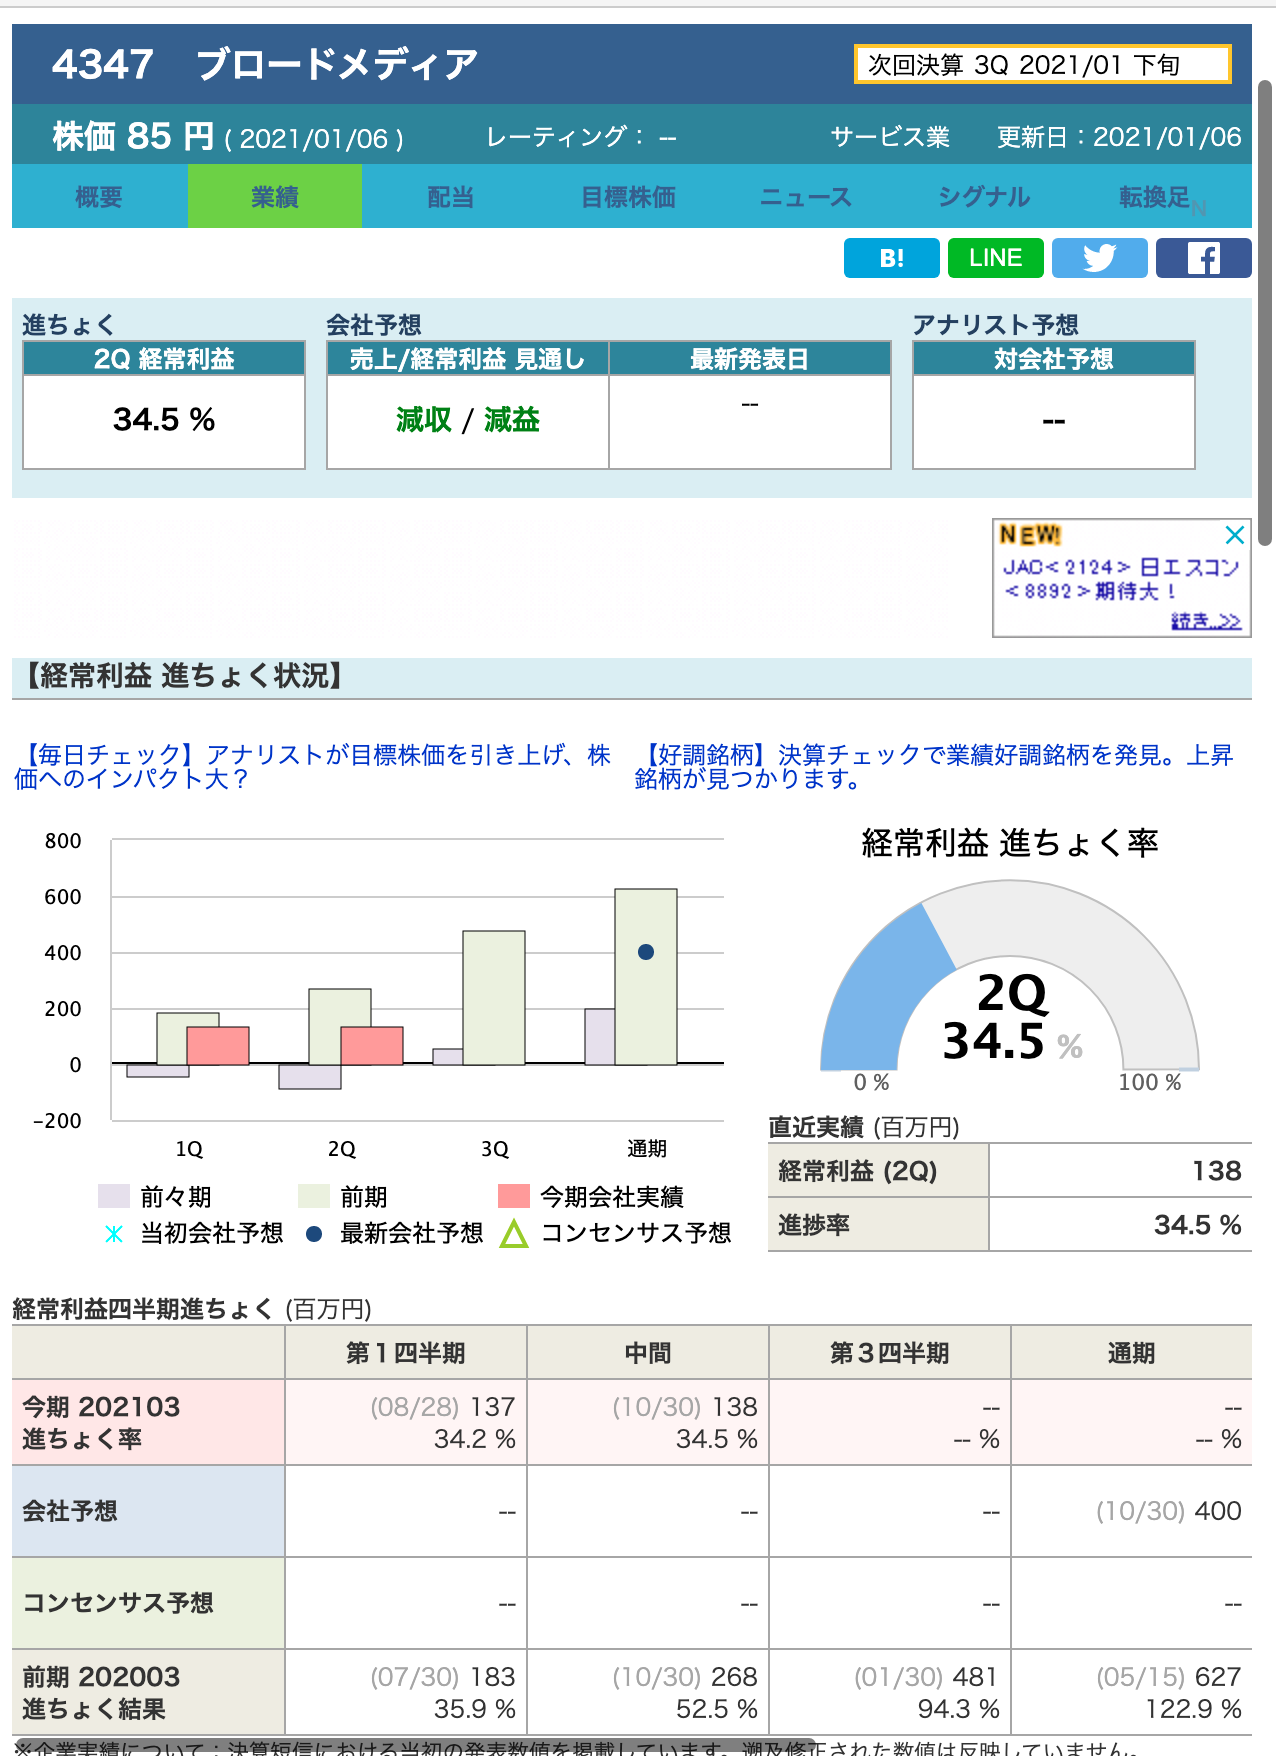 4347　ブロードメディア
次回決算 3Q 2021/01 下旬
株価 85 円 ( 2021/01/06 )
レーティング： --
サービス業
更新日：2021/01/06
概要
業績
配当
目標株価
ニュース
シグナル
転換足
N
B!
LINE
進ちょく
会社予想
アナリスト予想
2Q 経常利益
売上/経常利益 見通し
最新発表日
対会社予想
34.5 %
減収 / 減益
--
--
NEW!
JAC<2124> 日エスコン
<8892>期待大！
続き..>>
【経常利益 進ちょく状況】
【毎日チェック】アナリストが目標株価を引き上げ、株
価へのインパクト大？
【好調銘柄】決算チェックで業績好調銘柄を発見。上昇
銘柄が見つかります。
800
600
400
200
0
-200
1Q
2Q
3Q
通期
前々期
前期
今期会社実績
当初会社予想
最新会社予想
コンセンサス予想
経常利益 進ちょく率
2Q
34.5 %
0 %
100 %
直近実績 (百万円)
経常利益 (2Q) 138
進捗率 34.5 %
経常利益四半期進ちょく (百万円)
第１四半期 中間 第３四半期 通期
今期 202103 (08/28) 137 (10/30) 138 -- --
進ちょく率 34.2 % 34.5 % -- % -- %
会社予想 -- -- -- (10/30) 400
コンセンサス予想 -- -- -- --
前期 202003 (07/30) 183 (10/30) 268 (01/30) 481 (05/15) 627
進ちょく結果 35.9 % 52.5 % 94.3 % 122.9 %
※企業実績について：決算短信における当初の発表数値を掲載しています。遡及修正された数値は反映していません。